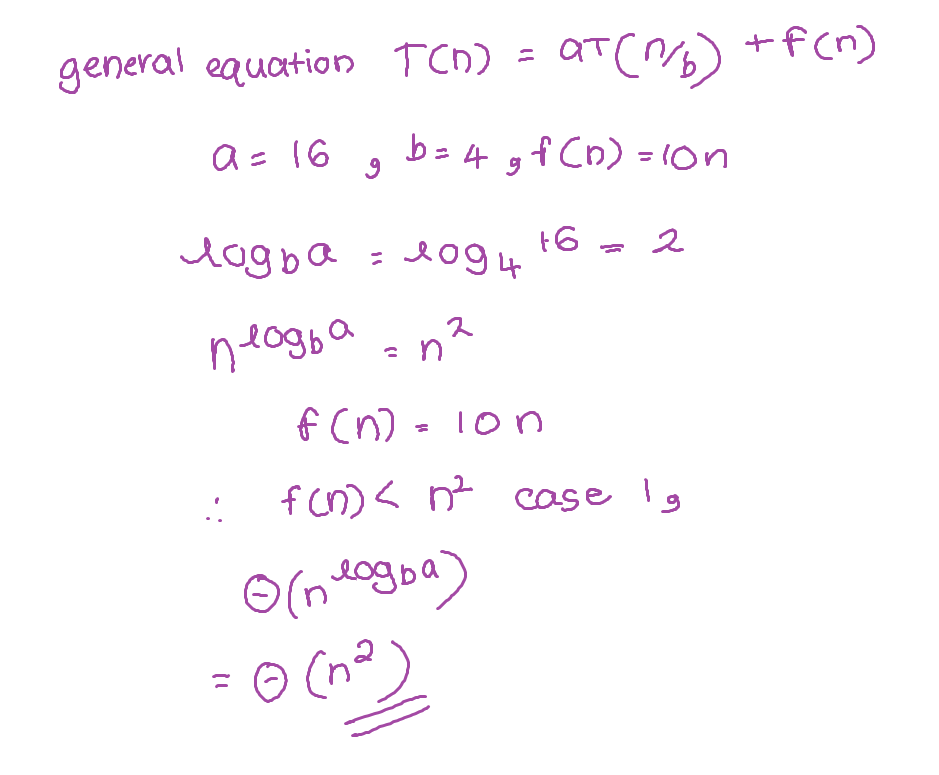 general equation T(n) = aT(n/b) + f(n)
a = 16 , b = 4 , f(n) = 10n
log_b a = log_4 16 = 2
n^{log_b a} = n^2
f(n) = 10n
∴ f(n) < n^2 case 1,
Θ(n^{log_b a})
= Θ(n^2)